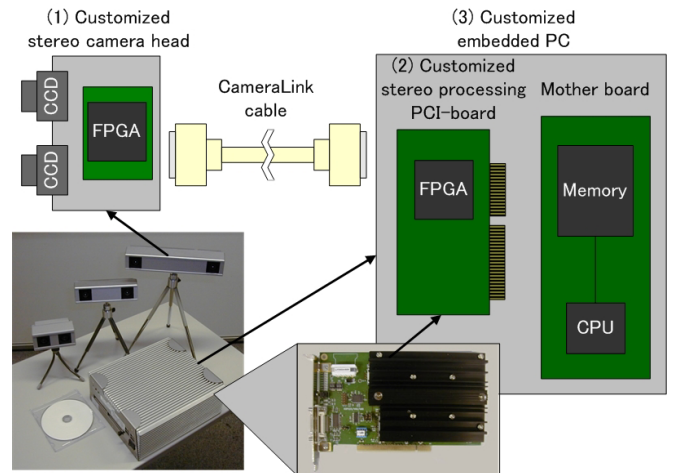 (1) Customized
stereo camera head
(3) Customized
embedded PC
CCD
FPGA
CCD
CameraLink
cable
(2) Customized
stereo processing
PCI-board
FPGA
Mother board
Memory
CPU